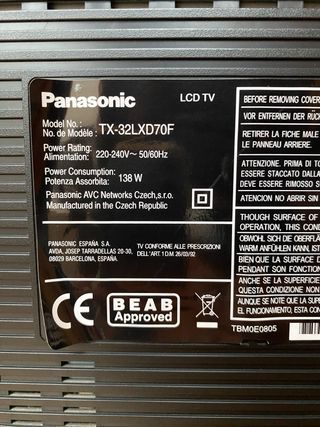 Panasonic
LCD TV
Model No.:
No. de Modèle: TX-32LXD70F
Power Rating:
Alimentation: 220-240V~ 50/60Hz
Power Consumption:
Potenza Assorbita: 138 W
Panasonic AVC Networks Czech,s.r.o.
Manufactured in the Czech Republic
PANASONIC ESPAÑA S.A.
AVDA, JOSEP TARRADELLAS 20-30,
08029 BARCELONA ESPAÑA
TV CONFORME ALLE PRESCRIZIONI
DELL'ART.1 D.M 26/03/92
CE
BEAB
Approved
BEFORE REMOVING COVER
VOR ENTFERNEN DER RÜCK
RETIRER LA FICHE MALE
LE PANNEAU ARRIERE.
ATTENZIONE. PRIMA DI TO
ESSERE STACCATO DALLA
DEVE ESSERE RIMOSSO S
ATENCION NO ABRIR SIN
THOUGH SURFACE OF
OPERATION, THIS COND
OBWOHL SICH DIE OBERFLÄ
WARM ANFÜHLEN KANN, IST
BIEN QUE LA SURFACE D
PENDANT SON FONCTION
ANCHE SE LA SUPERFICIE
QUESTA CONDIZIONE NON
AUNQUE SE NOTE QUE LA SUP
EL FUNCIONAMIENTO, ESTA CON
TBM0E0805